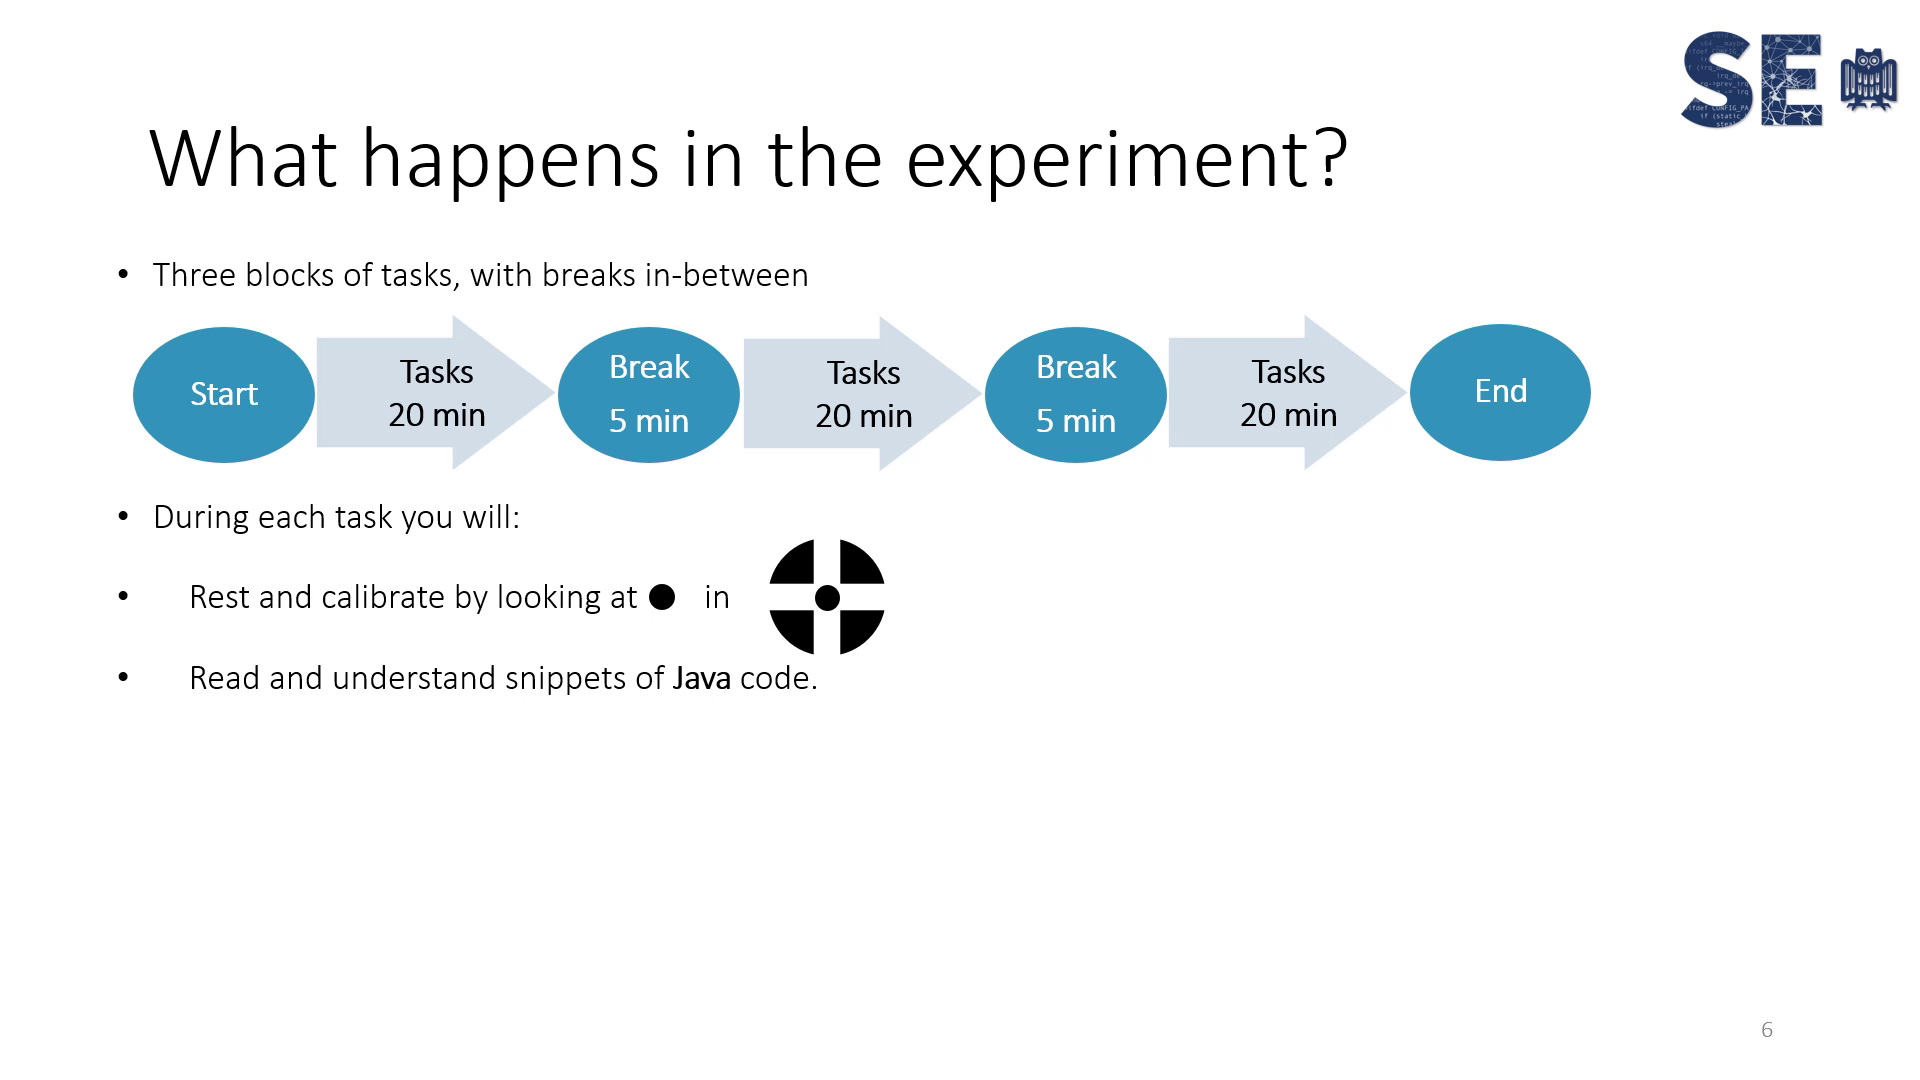 SE
What happens in the experiment?
• Three blocks of tasks, with breaks in-between
Start
Tasks
20 min
Break
5 min
Tasks
20 min
Break
5 min
Tasks
20 min
End
• During each task you will:
• Rest and calibrate by looking at ● in
• Read and understand snippets of Java code.
6